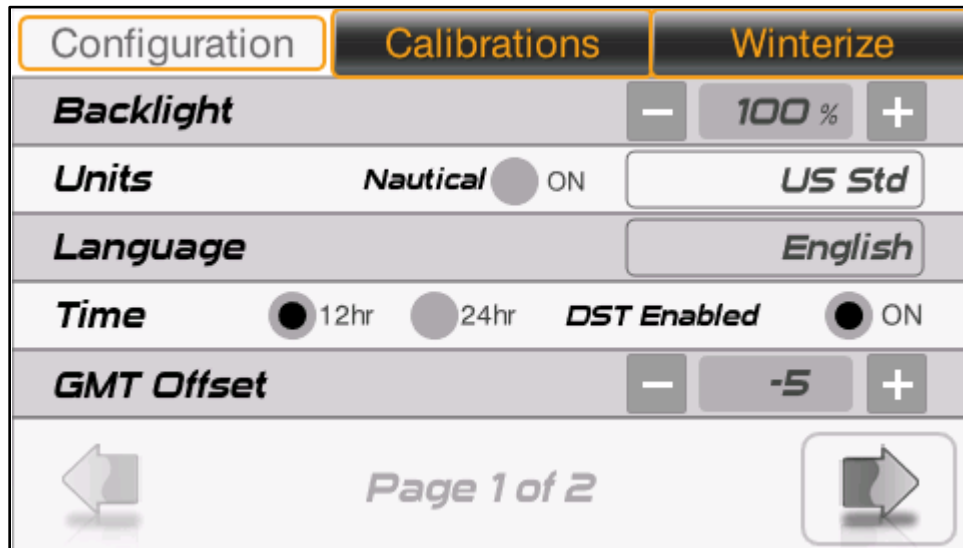 Configuration Calibrations Winterize
Backlight − 100 % +
Units Nautical ON US Std
Language English
Time 12hr 24hr DST Enabled ON
GMT Offset − -5 +
Page 1 of 2